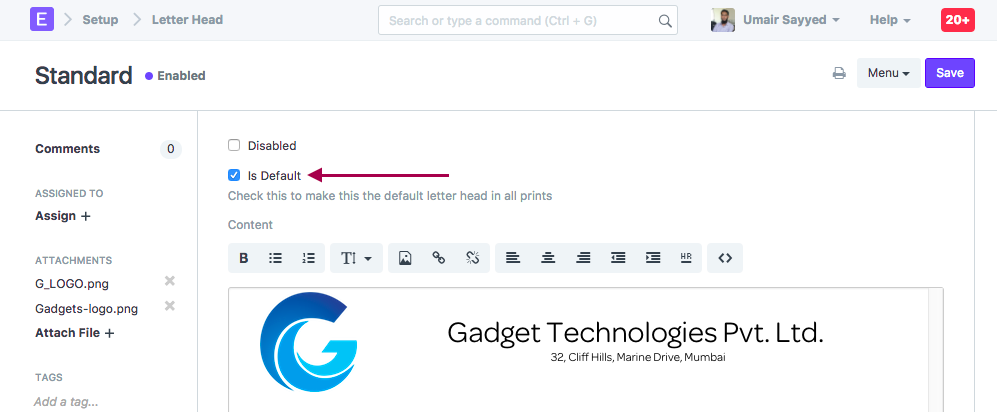 E Setup Letter Head Search or type a command (Ctrl + G) Umair Sayyed Help 20+
Standard Enabled Menu Save
Comments 0
ASSIGNED TO
Assign +
ATTACHMENTS
G_LOGO.png
Gadgets-logo.png
Attach File +
TAGS
Add a tag...
Disabled
Is Default
Check this to make this the default letter head in all prints
Content
B HR
Gadget Technologies Pvt. Ltd.
32, Cliff Hills, Marine Drive, Mumbai